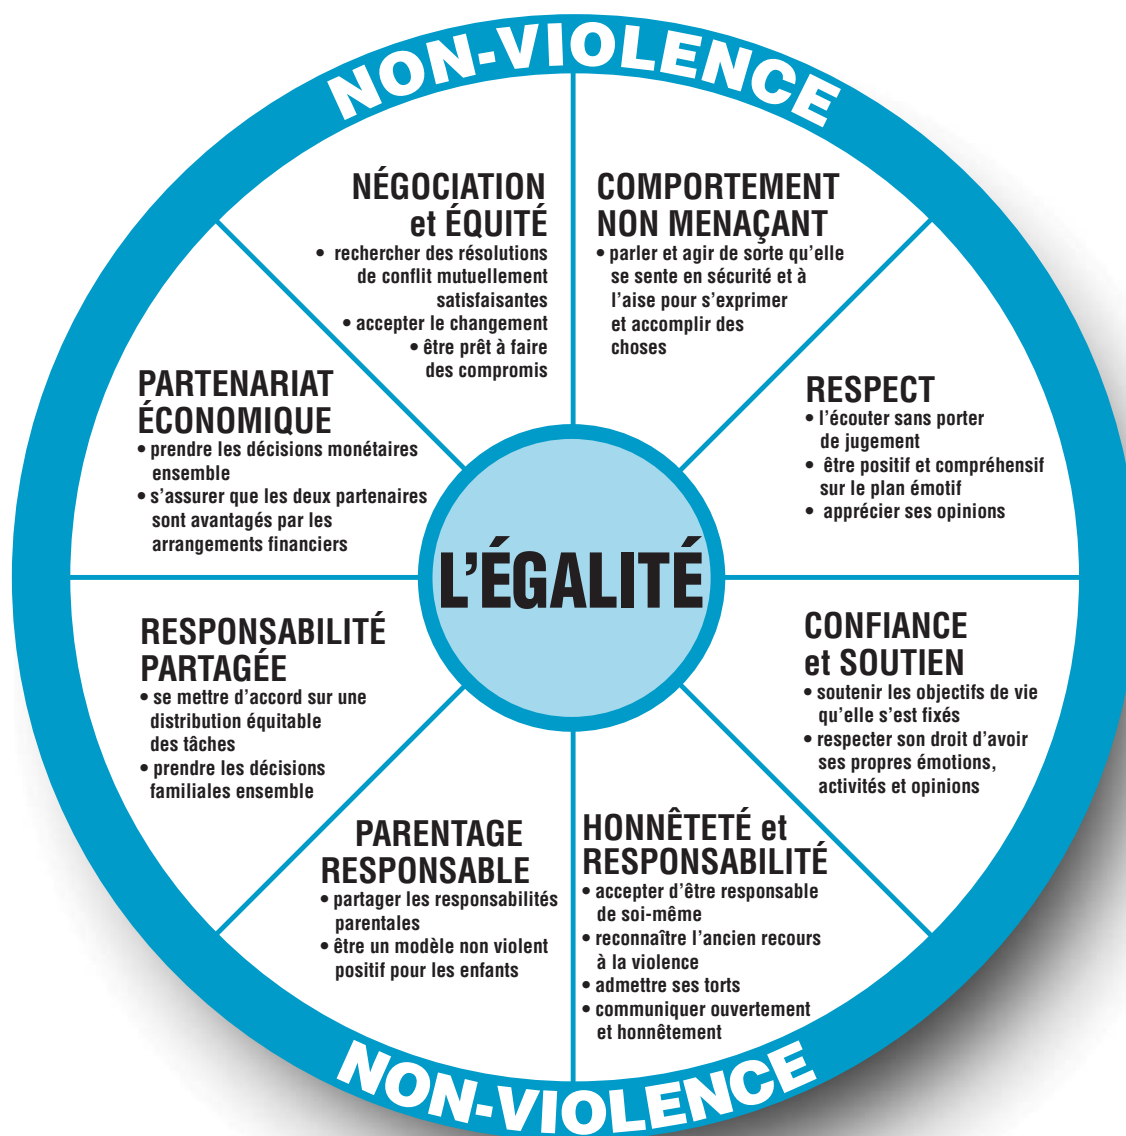 NON-VIOLENCE
NÉGOCIATION
et ÉQUITÉ
• rechercher des résolutions
de conflit mutuellement
satisfaisantes
• accepter le changement
• être prêt à faire
des compromis
COMPORTEMENT
NON MENAÇANT
• parler et agir de sorte qu’elle
se sente en sécurité et à
l’aise pour s’exprimer
et accomplir des
choses
PARTENARIAT
ÉCONOMIQUE
• prendre les décisions monétaires
ensemble
• s’assurer que les deux partenaires
sont avantagés par les
arrangements financiers
RESPECT
• l’écouter sans porter
de jugement
• être positif et compréhensif
sur le plan émotif
• apprécier ses opinions
L’ÉGALITÉ
RESPONSABILITÉ
PARTAGÉE
• se mettre d’accord sur une
distribution équitable
des tâches
• prendre les décisions
familiales ensemble
CONFIANCE
et SOUTIEN
• soutenir les objectifs de vie
qu’elle s’est fixés
• respecter son droit d’avoir
ses propres émotions,
activités et opinions
PARENTAGE
RESPONSABLE
• partager les responsabilités
parentales
• être un modèle non violent
positif pour les enfants
HONNÊTETÉ et
RESPONSABILITÉ
• accepter d’être responsable
de soi-même
• reconnaître l’ancien recours
à la violence
• admettre ses torts
• communiquer ouvertement
et honnêtement
NON-VIOLENCE